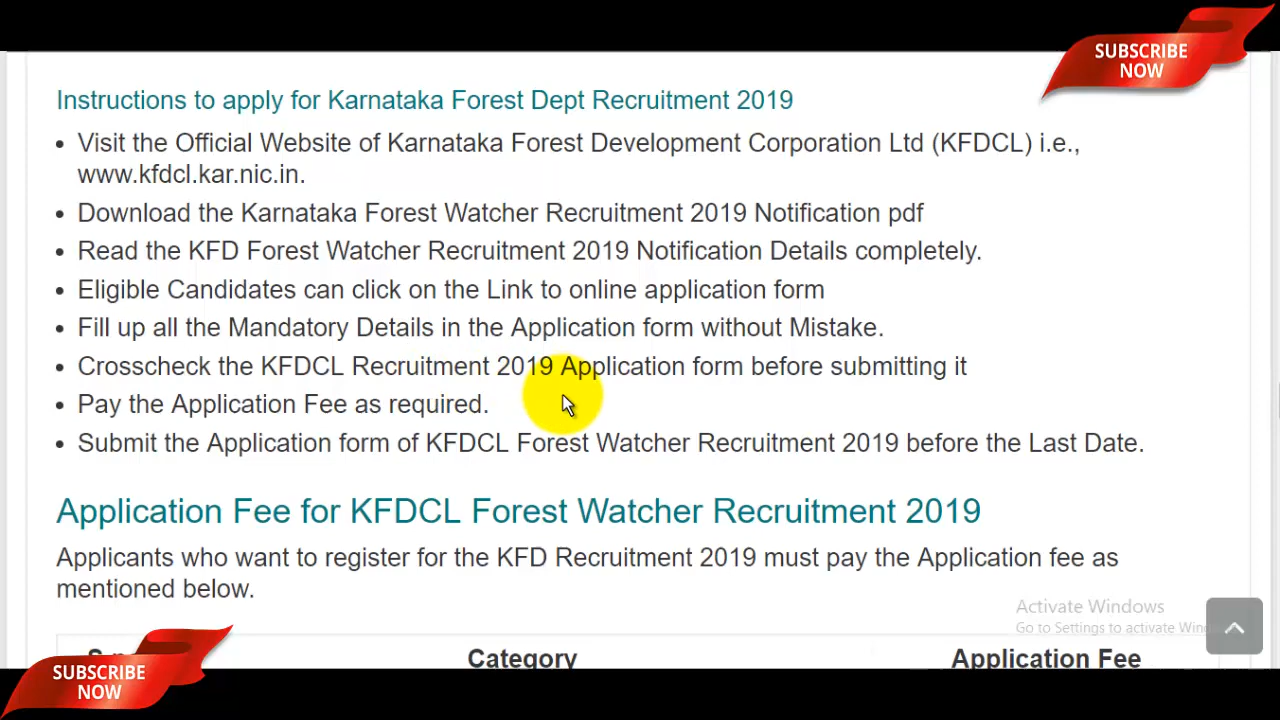 SUBSCRIBE
NOW
Instructions to apply for Karnataka Forest Dept Recruitment 2019
• Visit the Official Website of Karnataka Forest Development Corporation Ltd (KFDCL) i.e.,
www.kfdcl.kar.nic.in.
• Download the Karnataka Forest Watcher Recruitment 2019 Notification pdf
• Read the KFD Forest Watcher Recruitment 2019 Notification Details completely.
• Eligible Candidates can click on the Link to online application form
• Fill up all the Mandatory Details in the Application form without Mistake.
• Crosscheck the KFDCL Recruitment 2019 Application form before submitting it
• Pay the Application Fee as required.
• Submit the Application form of KFDCL Forest Watcher Recruitment 2019 before the Last Date.
Application Fee for KFDCL Forest Watcher Recruitment 2019
Applicants who want to register for the KFD Recruitment 2019 must pay the Application fee as
mentioned below.
Activate Windows
Go to Settings to activate
Category Application Fee
SUBSCRIBE
NOW